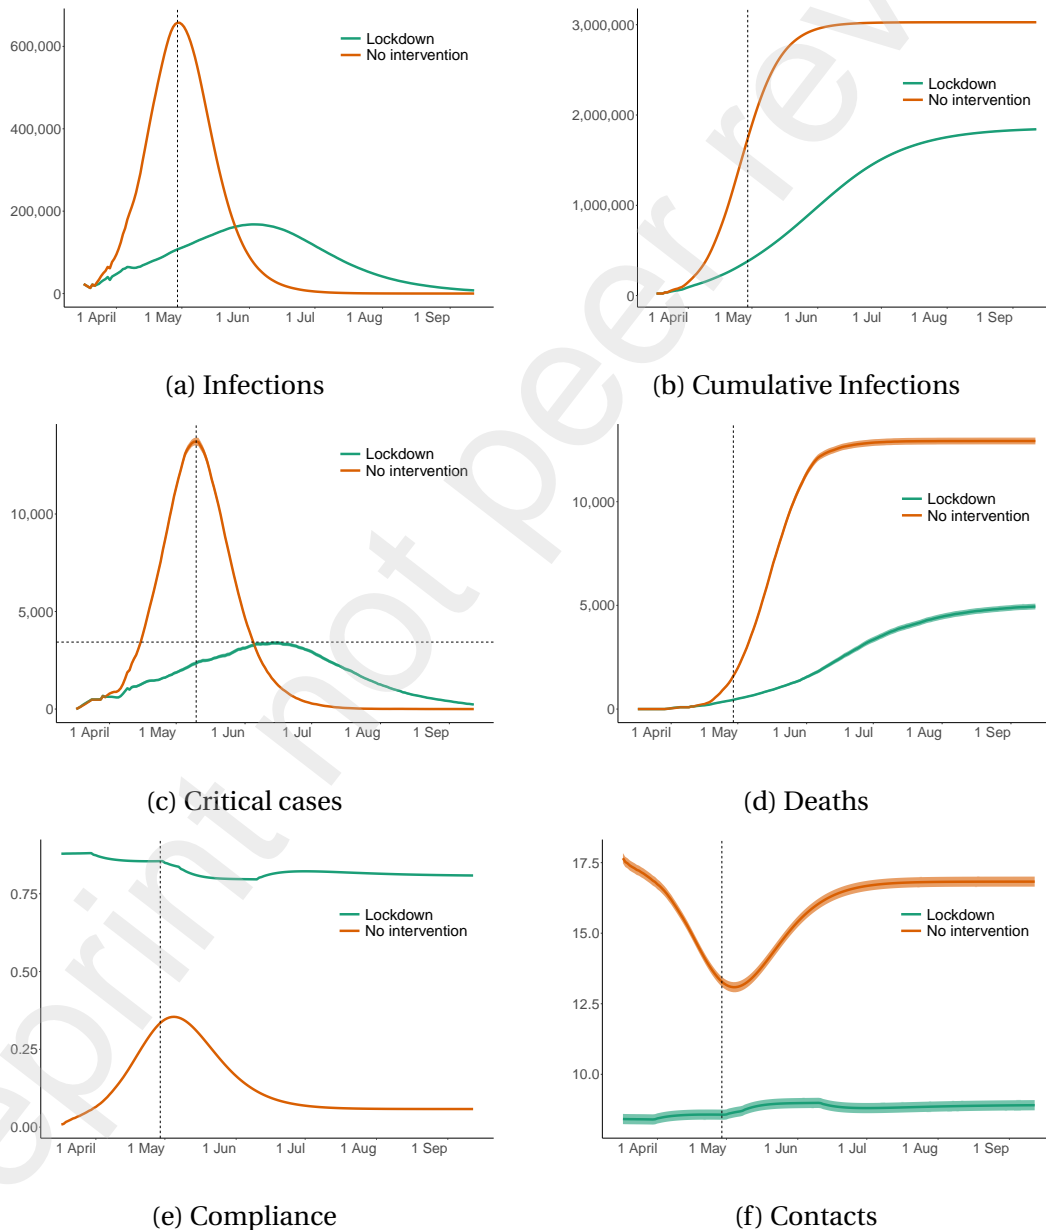 600,000
400,000
200,000
0
Lockdown
No intervention
1 April 1 May 1 Jun 1 Jul 1 Aug 1 Sep
(a) Infections
3,000,000
2,000,000
1,000,000
0
Lockdown
No intervention
1 April 1 May 1 Jun 1 Jul 1 Aug 1 Sep
(b) Cumulative Infections
10,000
5,000
0
Lockdown
No intervention
1 April 1 May 1 Jun 1 Jul 1 Aug 1 Sep
(c) Critical cases
10,000
5,000
0
Lockdown
No intervention
1 April 1 May 1 Jun 1 Jul 1 Aug 1 Sep
(d) Deaths
0.75
0.50
0.25
0.00
Lockdown
No intervention
1 April 1 May 1 Jun 1 Jul 1 Aug 1 Sep
(e) Compliance
17.5
15.0
12.5
10.0
Lockdown
No intervention
1 April 1 May 1 Jun 1 Jul 1 Aug 1 Sep
(f) Contacts
eprint not peer rev